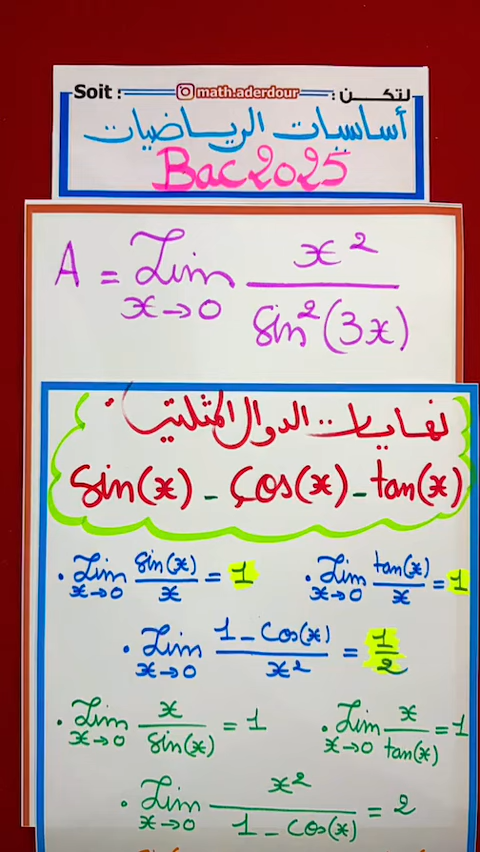 Soit : math.aderdour لتكن :
أساسيات الرياضيات
Bac2025
A = Lim x→0 x² / sin²(3x)
نهايات.. الدوال المثلثية
sin(x) - cos(x) - tan(x)
• Lim x→0 sin(x)/x = 1 • Lim x→0 tan(x)/x = 1
• Lim x→0 1 - cos(x) / x² = 1/2
• Lim x→0 x/sin(x) = 1 • Lim x→0 x/tan(x) = 1
• Lim x→0 x² / 1 - cos(x) = 2